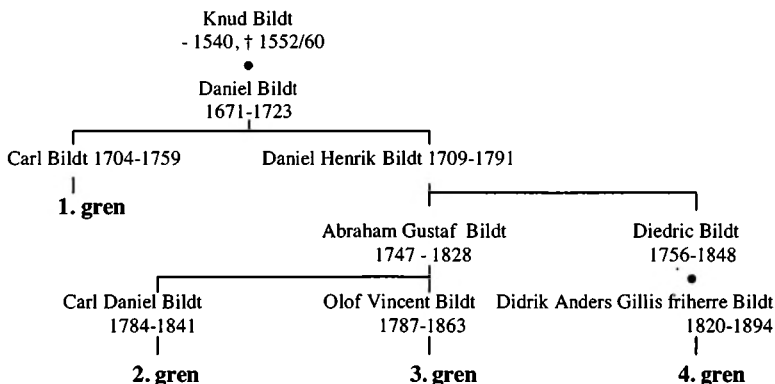 Knud Bildt
- 1540, † 1552/60
Daniel Bildt
1671-1723
Carl Bildt 1704-1759
Daniel Henrik Bildt 1709-1791
1. gren
Abraham Gustaf Bildt
1747 - 1828
Diedric Bildt
1756-1848
Carl Daniel Bildt
1784-1841
Olof Vincent Bildt
1787-1863
Didrik Anders Gillis friherre Bildt
1820-1894
2. gren
3. gren
4. gren